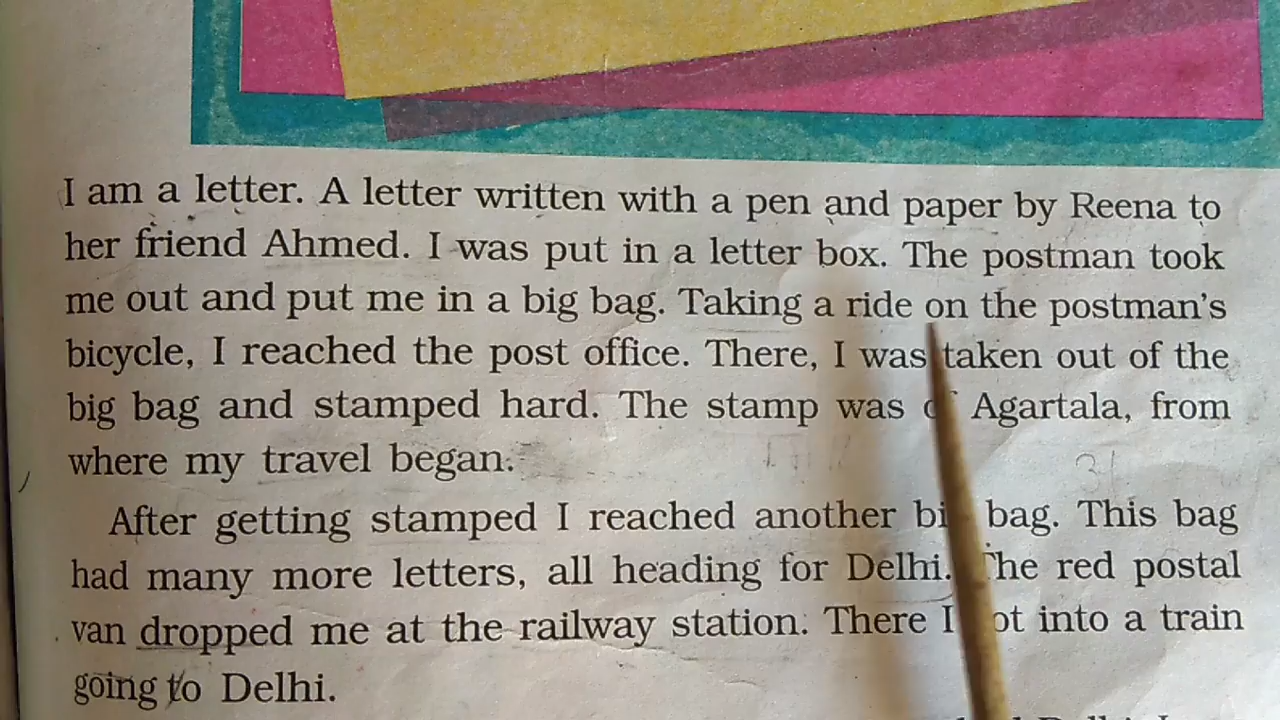 I am a letter. A letter written with a pen and paper by Reena to
her friend Ahmed. I was put in a letter box. The postman took
me out and put me in a big bag. Taking a ride on the postman's
bicycle, I reached the post office. There, I was taken out of the
big bag and stamped hard. The stamp was of Agartala, from
where my travel began.
After getting stamped I reached another big bag. This bag
had many more letters, all heading for Delhi. The red postal
van dropped me at the railway station. There I got into a train
going to Delhi.